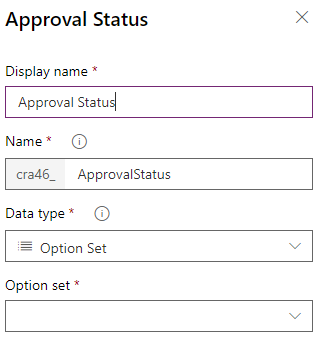 Approval Status
Display name *
Approval Status
Name *
cra46_ ApprovalStatus
Data type *
Option Set
Option set *